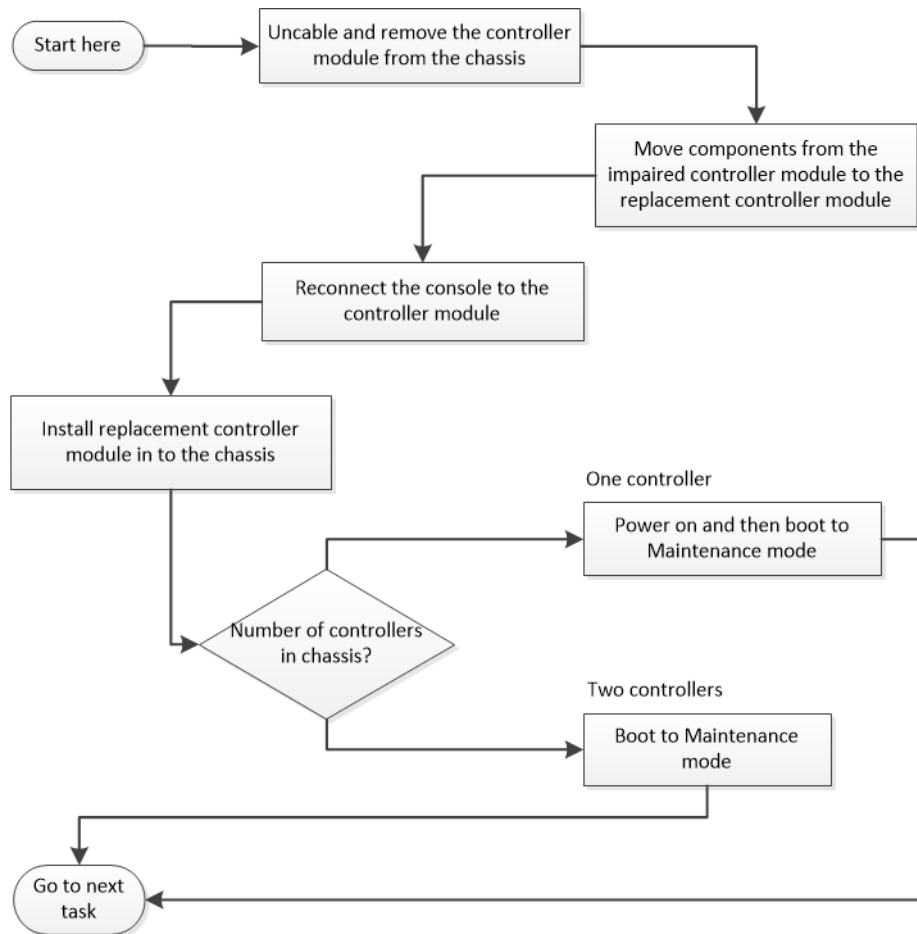 Start here
Uncable and remove the controller
module from the chassis
Move components from the
impaired controller module to the
replacement controller module
Reconnect the console to the
controller module
Install replacement controller
module in to the chassis
One controller
Power on and then boot to
Maintenance mode
Number of controllers
in chassis?
Two controllers
Boot to Maintenance
mode
Go to next
task